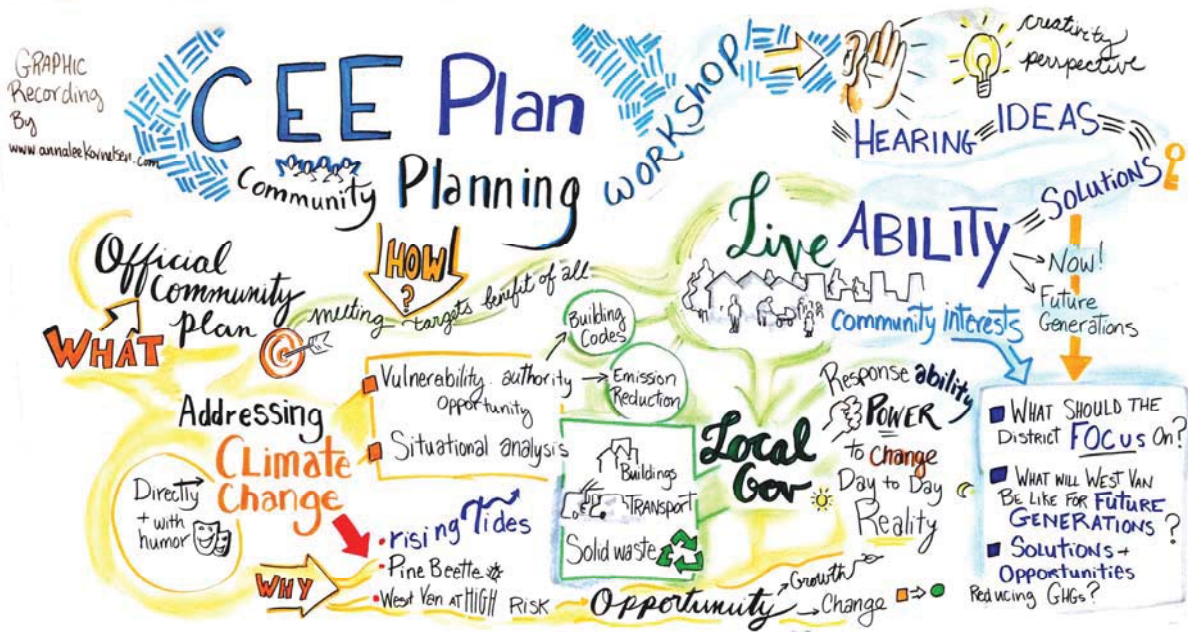 GRAPHIC
Recording
By
www.annaleekornelsen.com
CEE Plan
Community Planning
WORKSHOP
creativity
perspective
HEARING IDEAS
SOLUTIONS
Now!
Future
Generations
Live ABILITY
community interests
HOW?
Official
Community
plan
WHAT
meeting targets benefit of all
Building
Codes
Vulnerability. authority
opportunity
Emission
Reduction
Situational analysis
Addressing
CLimate
Change
Directly
+ with
humor
Buildings
TRANSPORT
Solid waste
Local
Gov
Response ability
POWER
to change
Day to Day
Reality
WHY
rising Tides
Pine Beetle
West Van AT HIGH RISK
Opportunity
Growth
Change
WHAT SHOULD THE
District FOCUS On?
WHAT WILL WEST VAN
BE LIKE FOR FUTURE
GENERATIONS?
SOLUTIONS +
Opportunities
Reducing GHGs?